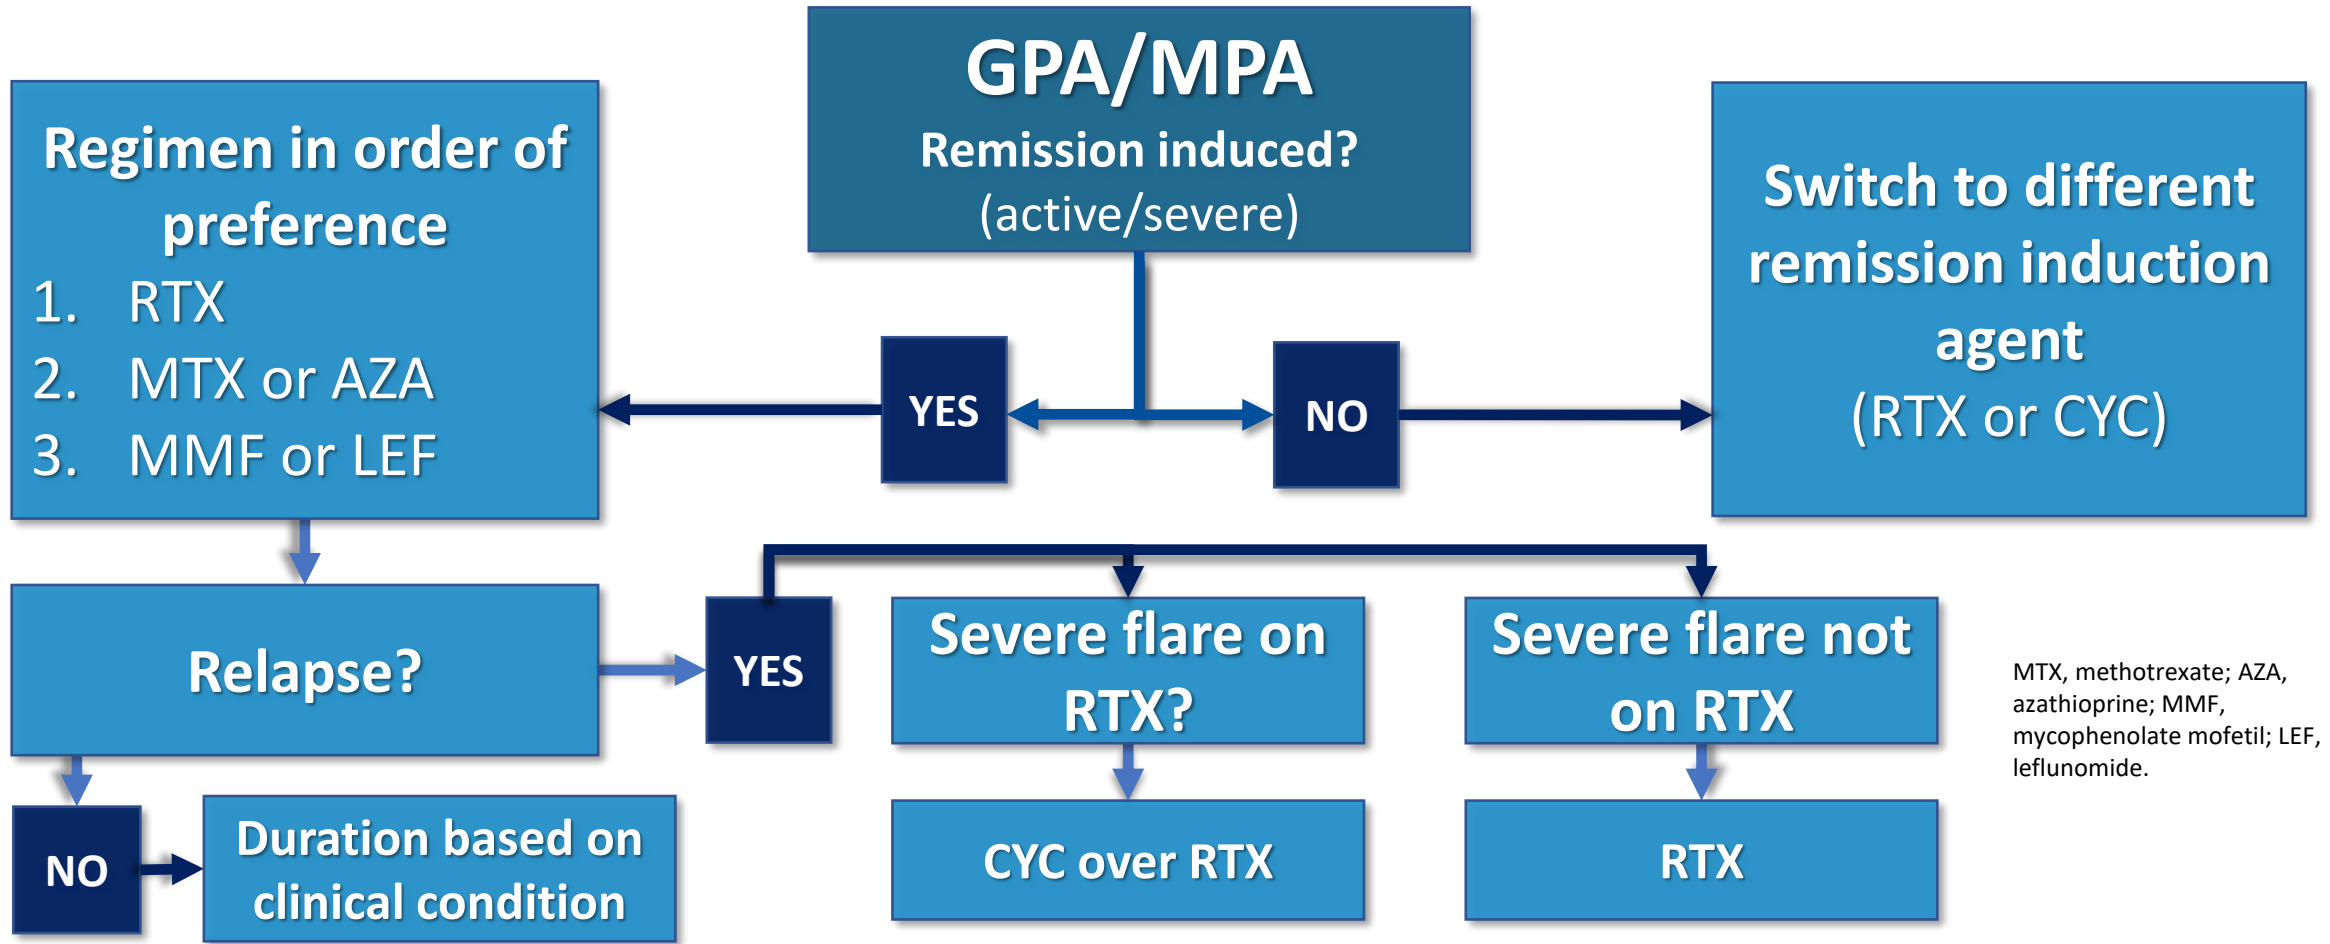 GPA/MPA
Remission induced?
(active/severe)
Regimen in order of
preference
1. RTX
2. MTX or AZA
3. MMF or LEF
YES
NO
Switch to different
remission induction
agent
(RTX or CYC)
Relapse?
YES
Severe flare on
RTX?
Severe flare not
on RTX
MTX, methotrexate; AZA,
azathioprine; MMF,
mycophenolate mofetil; LEF,
leflunomide.
NO
Duration based on
clinical condition
CYC over RTX
RTX